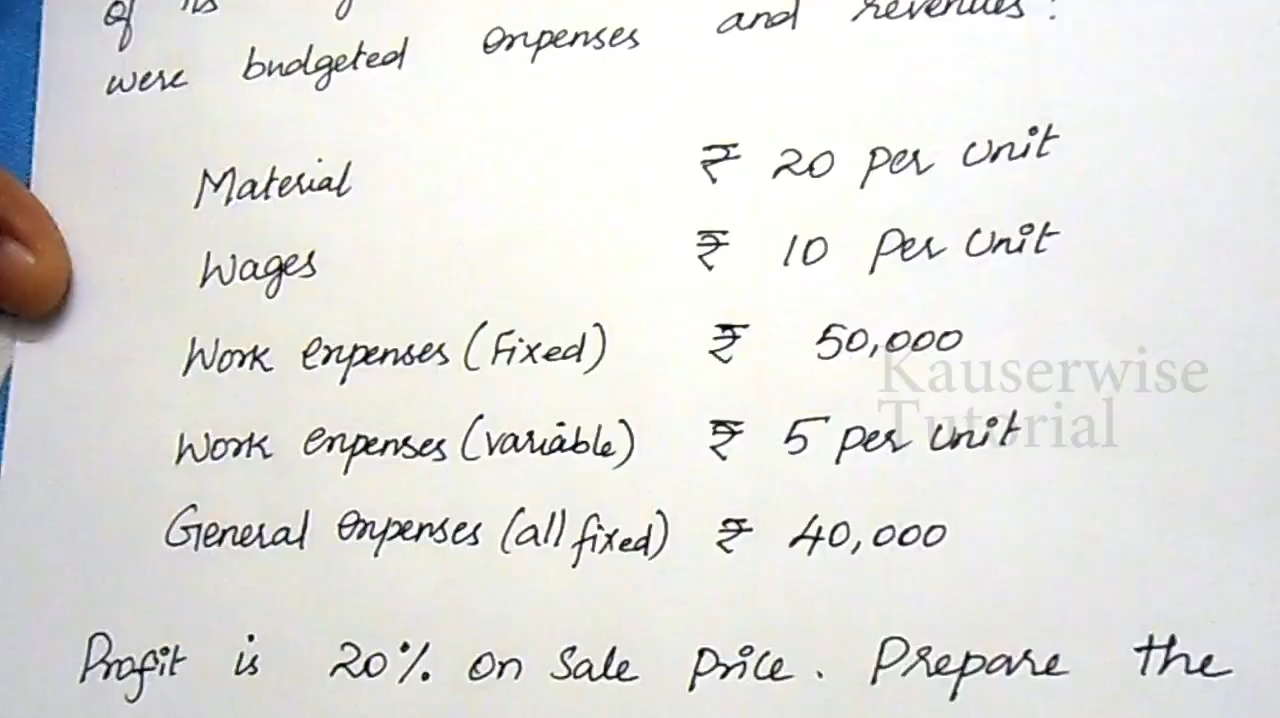 of its
were budgeted expenses and revenues:
Material ₹ 20 per unit
Wages ₹ 10 Per Unit
Work expenses (Fixed) ₹ 50,000
Kauserwise
Tutorial
Work expenses (variable) ₹ 5 per unit
General expenses (all fixed) ₹ 40,000
Profit is 20% on Sale price. Prepare the